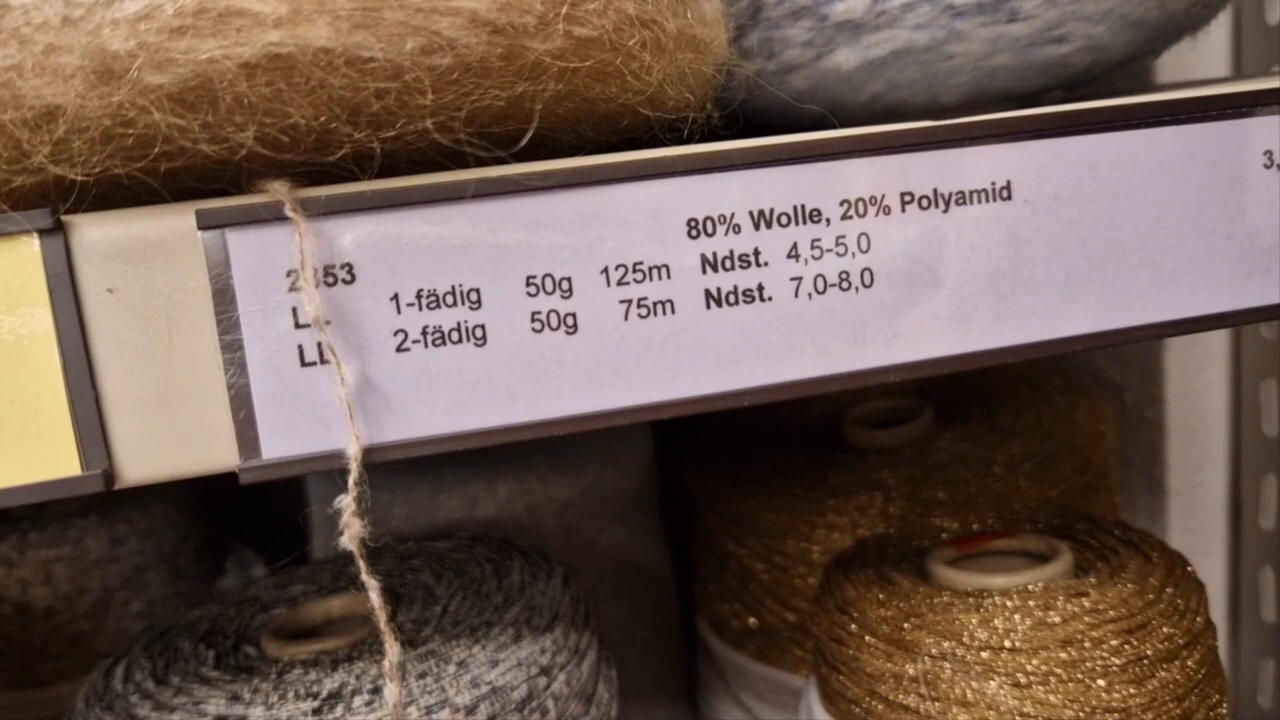 80% Wolle, 20% Polyamid
1-fädig 50g 125m Ndst. 4,5-5,0
2-fädig 50g 75m Ndst. 7,0-8,0